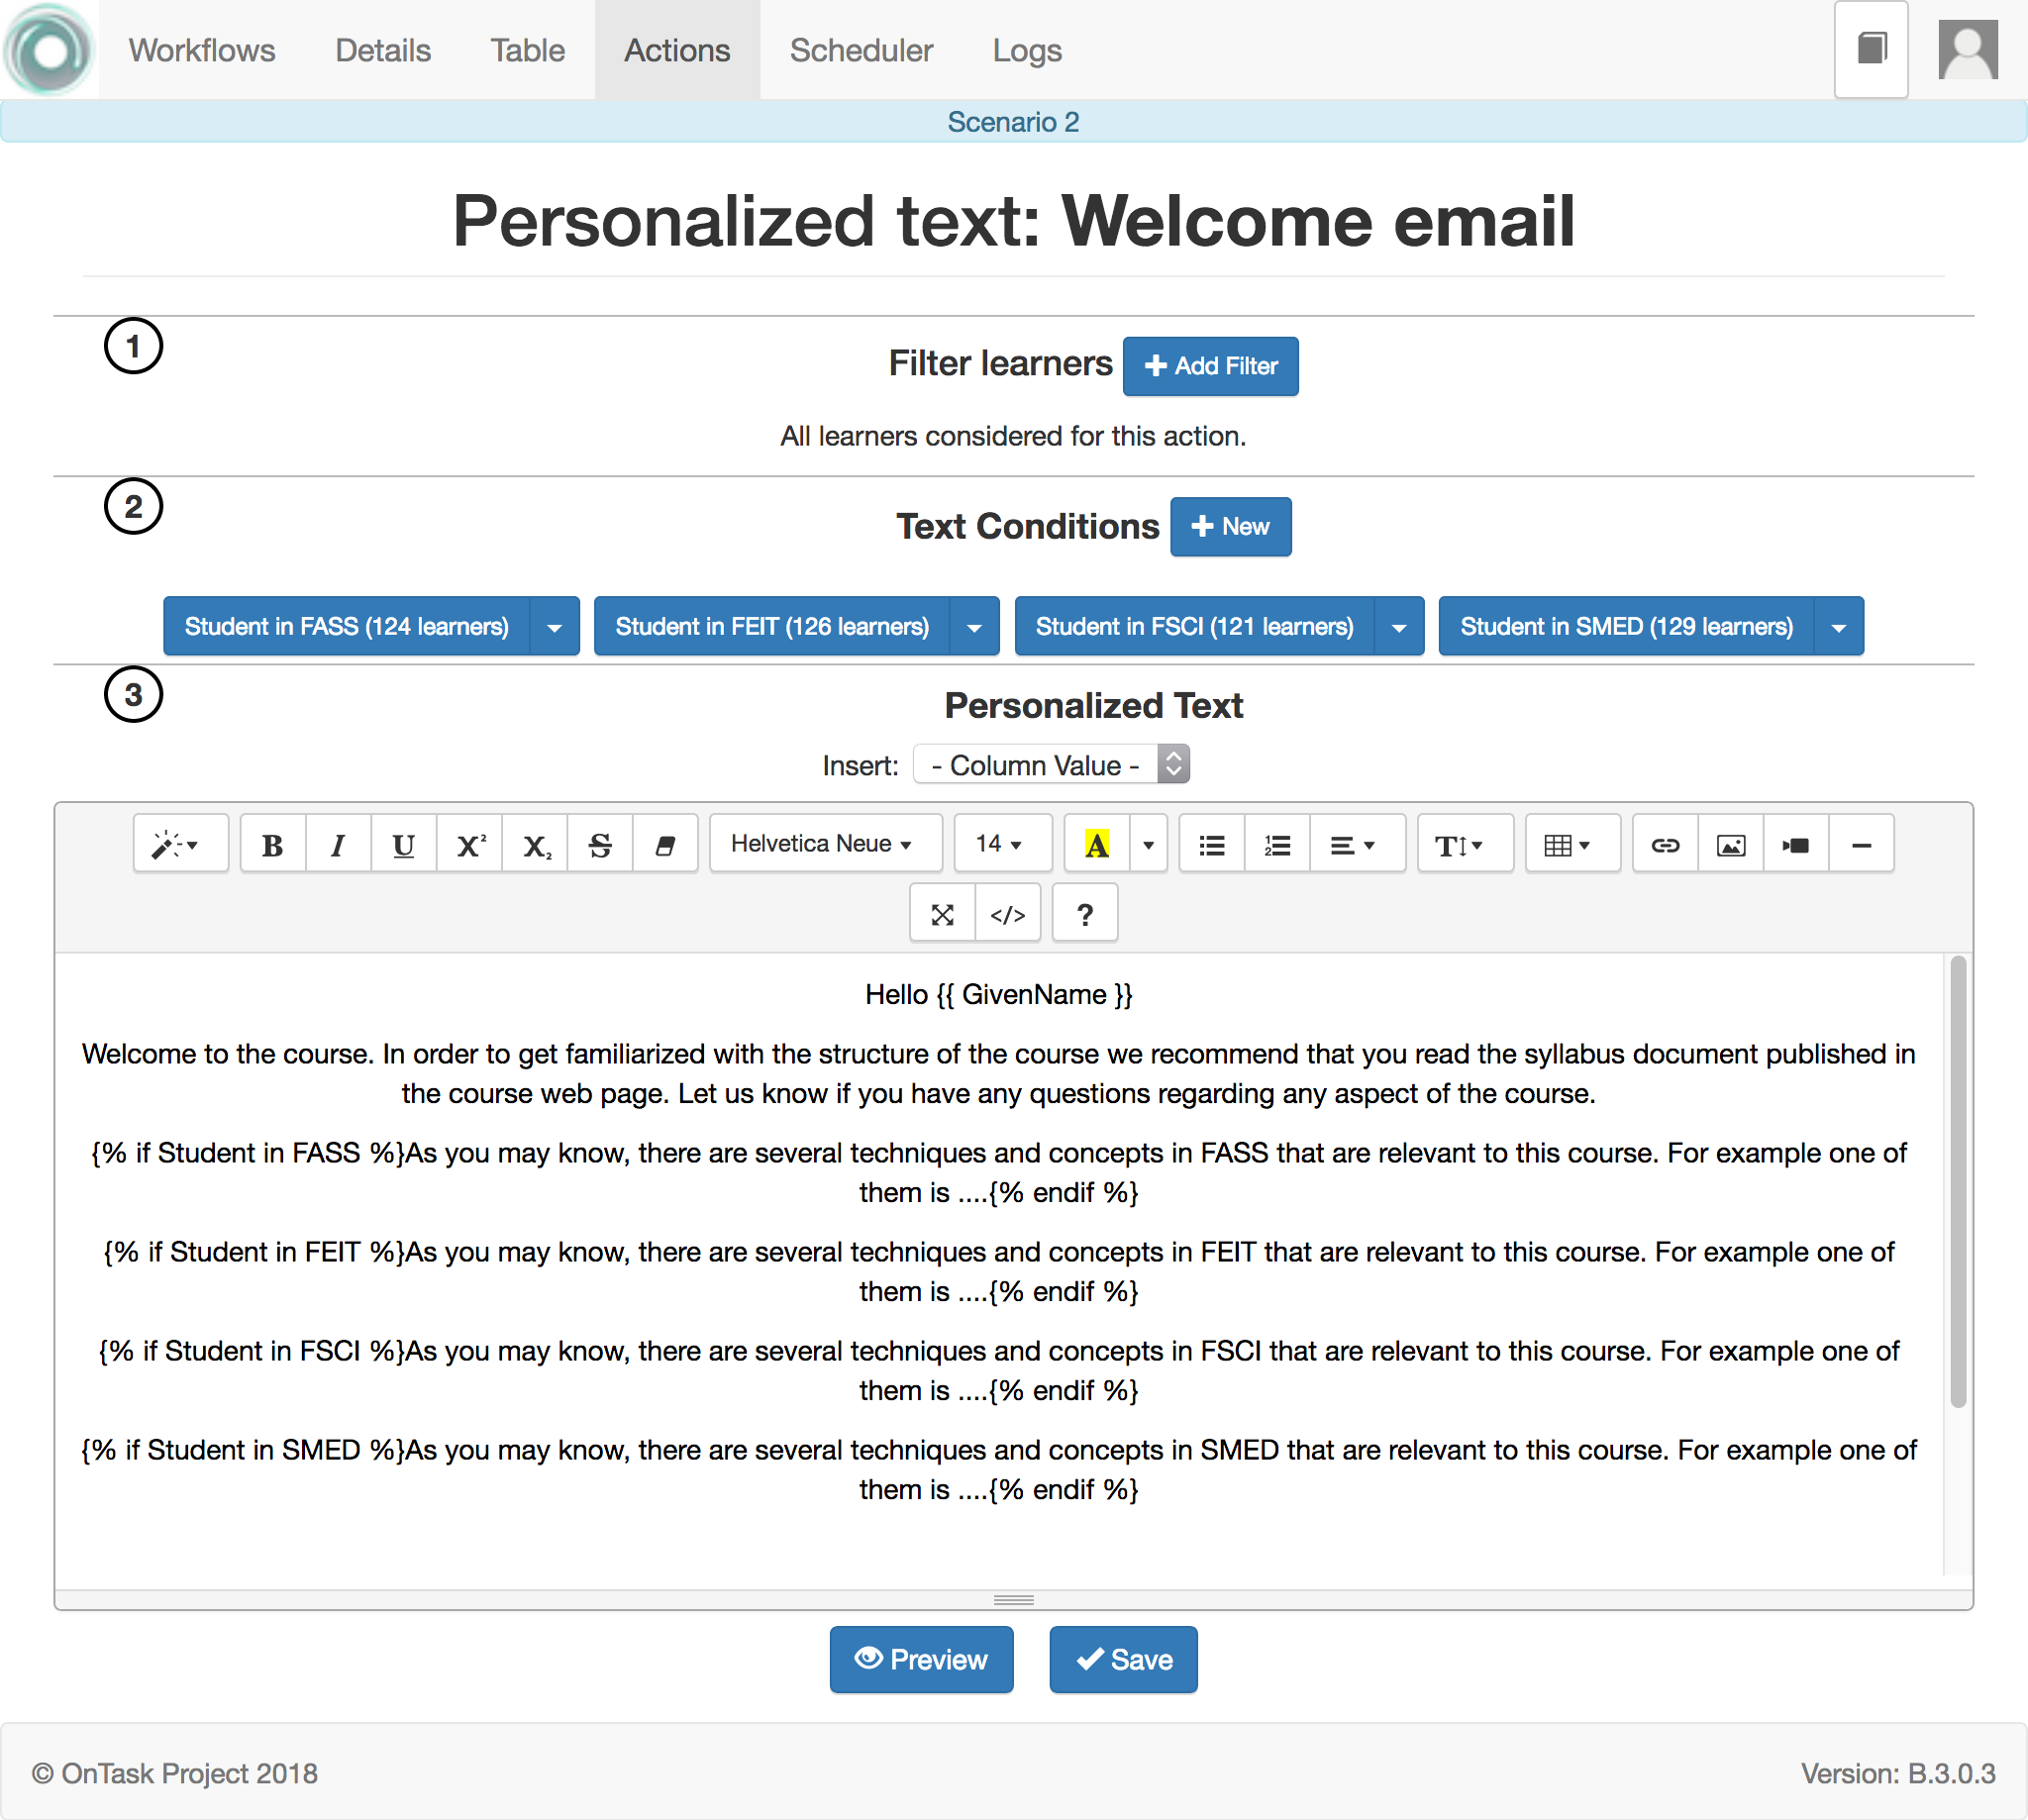 Workflows Details Table Actions Scheduler Logs
Scenario 2
Personalized text: Welcome email
1
Filter learners + Add Filter
All learners considered for this action.
2
Text Conditions + New
Student in FASS (124 learners) Student in FEIT (126 learners) Student in FSCI (121 learners) Student in SMED (129 learners)
3
Personalized Text
Insert: - Column Value -
B I U X² X₂ S Helvetica Neue 14 A T
</> ?
Hello {{ GivenName }}
Welcome to the course. In order to get familiarized with the structure of the course we recommend that you read the syllabus document published in
the course web page. Let us know if you have any questions regarding any aspect of the course.
{% if Student in FASS %}As you may know, there are several techniques and concepts in FASS that are relevant to this course. For example one of
them is ....{% endif %}
{% if Student in FEIT %}As you may know, there are several techniques and concepts in FEIT that are relevant to this course. For example one of
them is ....{% endif %}
{% if Student in FSCI %}As you may know, there are several techniques and concepts in FSCI that are relevant to this course. For example one of
them is ....{% endif %}
{% if Student in SMED %}As you may know, there are several techniques and concepts in SMED that are relevant to this course. For example one of
them is ....{% endif %}
Preview Save
© OnTask Project 2018 Version: B.3.0.3